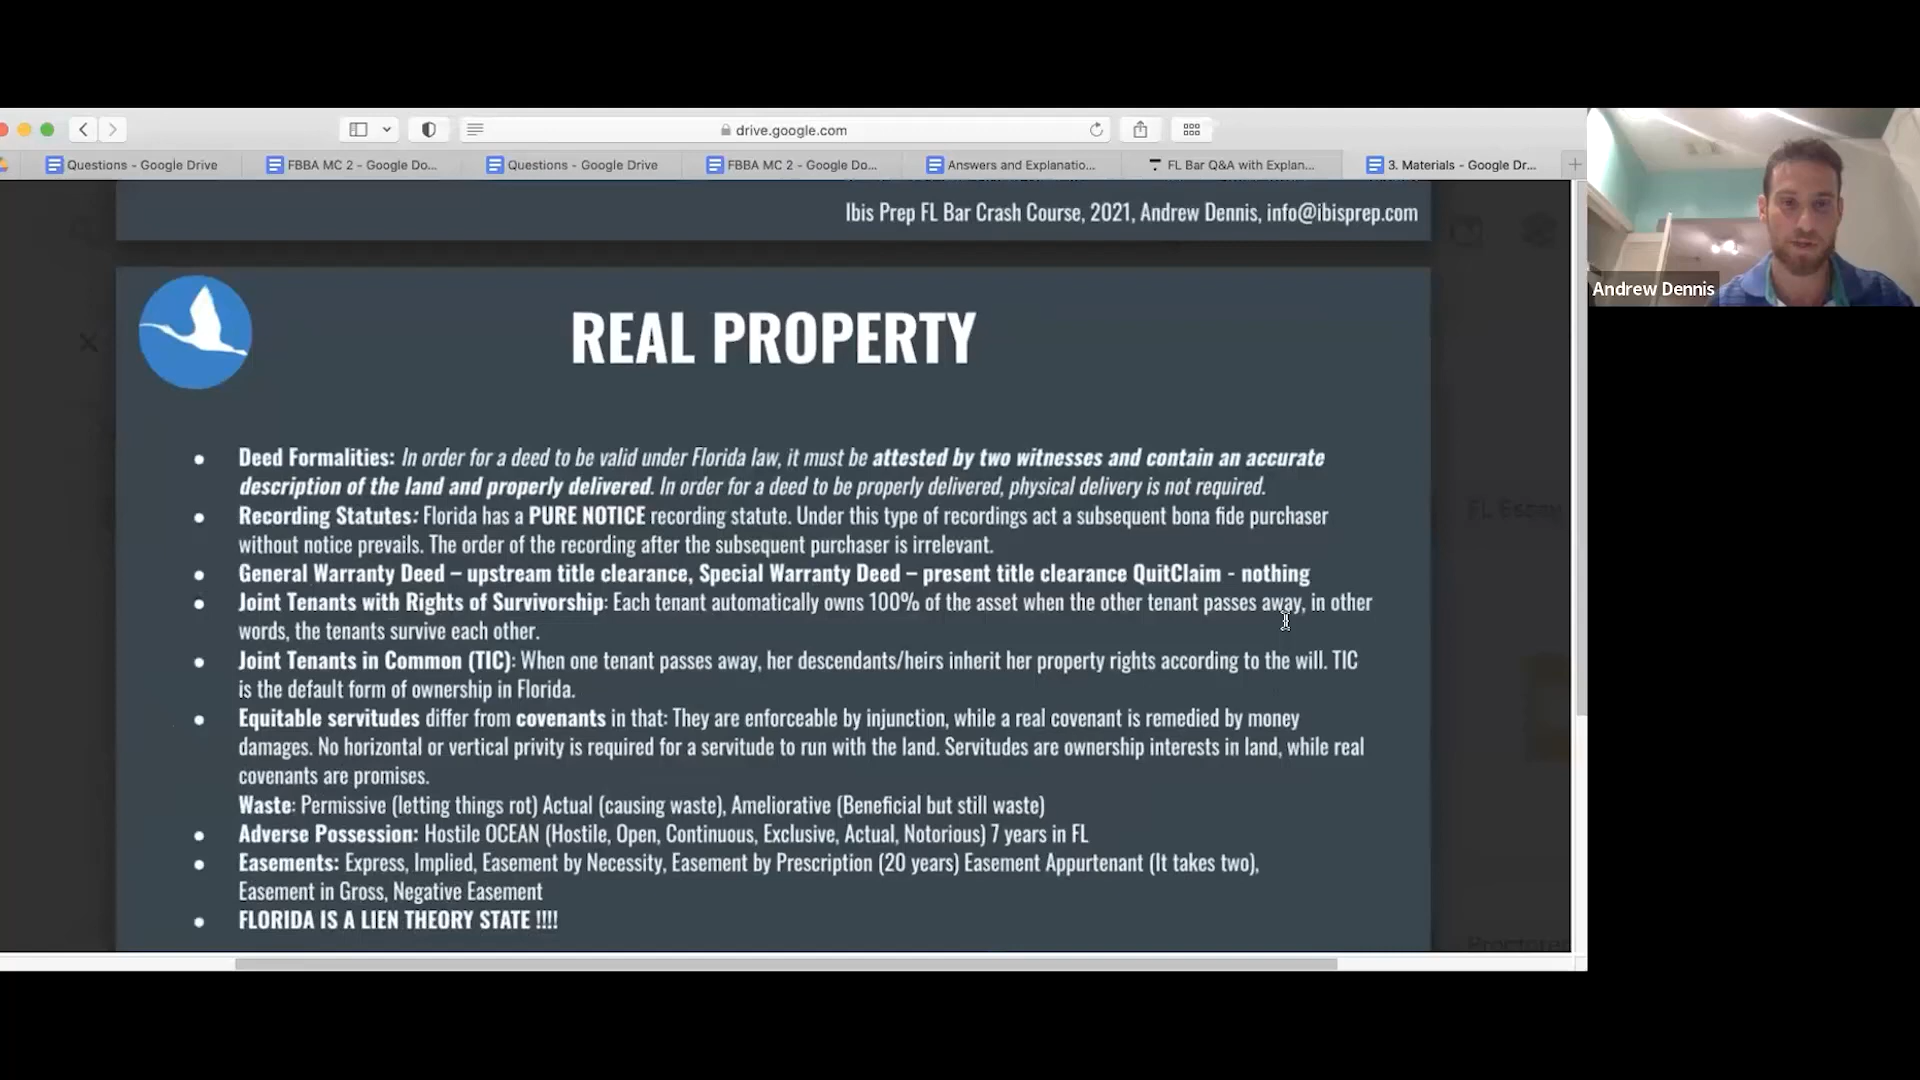 drive.google.com
Questions - Google Drive
FBBA MC 2 - Google Do...
Questions - Google Drive
FBBA MC 2 - Google Do...
Answers and Explanatio...
FL Bar Q&A with Explan...
3. Materials - Google Dr...
Ibis Prep FL Bar Crash Course, 2021, Andrew Dennis, info@ibisprep.com
Andrew Dennis
REAL PROPERTY
Deed Formalities: In order for a deed to be valid under Florida law, it must be attested by two witnesses and contain an accurate
description of the land and properly delivered. In order for a deed to be properly delivered, physical delivery is not required.
Recording Statutes: Florida has a PURE NOTICE recording statute. Under this type of recordings act a subsequent bona fide purchaser
without notice prevails. The order of the recording after the subsequent purchaser is irrelevant.
General Warranty Deed – upstream title clearance, Special Warranty Deed – present title clearance QuitClaim - nothing
Joint Tenants with Rights of Survivorship: Each tenant automatically owns 100% of the asset when the other tenant passes away, in other
words, the tenants survive each other.
Joint Tenants in Common (TIC): When one tenant passes away, her descendants/heirs inherit her property rights according to the will. TIC
is the default form of ownership in Florida.
Equitable servitudes differ from covenants in that: They are enforceable by injunction, while a real covenant is remedied by money
damages. No horizontal or vertical privity is required for a servitude to run with the land. Servitudes are ownership interests in land, while real
covenants are promises.
Waste: Permissive (letting things rot) Actual (causing waste), Ameliorative (Beneficial but still waste)
Adverse Possession: Hostile OCEAN (Hostile, Open, Continuous, Exclusive, Actual, Notorious) 7 years in FL
Easements: Express, Implied, Easement by Necessity, Easement by Prescription (20 years) Easement Appurtenant (It takes two),
Easement in Gross, Negative Easement
FLORIDA IS A LIEN THEORY STATE !!!!
FL Essay